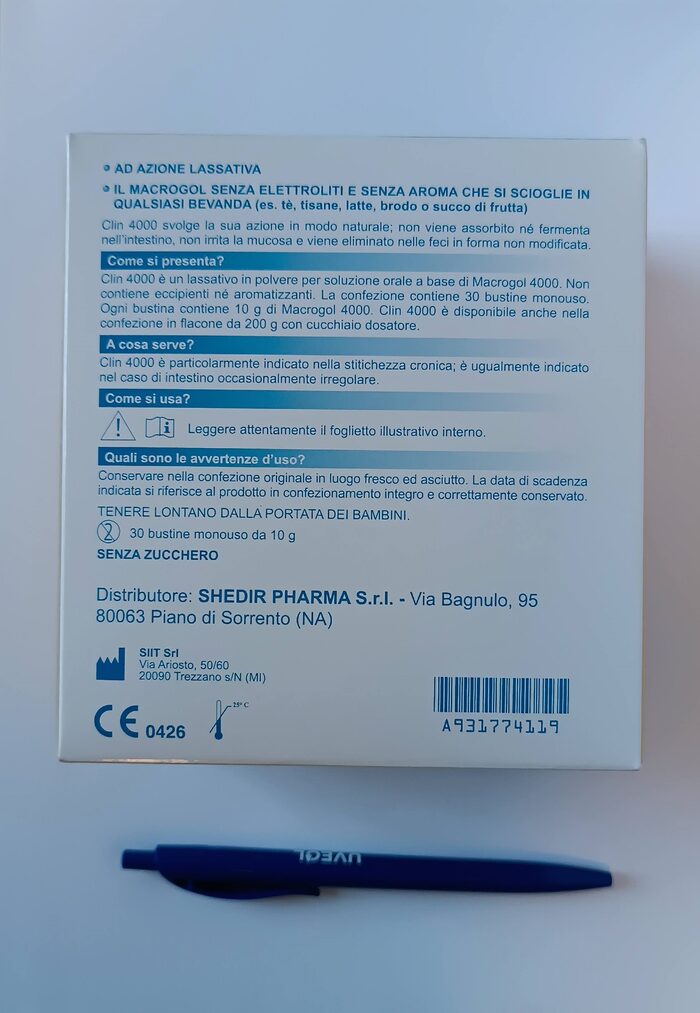 AD AZIONE LASSATIVA
IL MACROGOL SENZA ELETTROLITI E SENZA AROMA CHE SI SCIOGLIE IN
QUALSIASI BEVANDA (es. tè, tisane, latte, brodo o succo di frutta)
Clin 4000 svolge la sua azione in modo naturale; non viene assorbito né fermenta
nell'intestino, non irrita la mucosa e viene eliminato nelle feci in forma non modificata.
Come si presenta?
Clin 4000 è un lassativo in polvere per soluzione orale a base di Macrogol 4000. Non
contiene eccipienti né aromatizzanti. La confezione contiene 30 bustine monouso.
Ogni bustina contiene 10 g di Macrogol 4000. Clin 4000 è disponibile anche nella
confezione in flacone da 200 g con cucchiaio dosatore.
A cosa serve?
Clin 4000 è particolarmente indicato nella stitichezza cronica; è ugualmente indicato
nel caso di intestino occasionalmente irregolare.
Come si usa?
Leggere attentamente il foglietto illustrativo interno.
Quali sono le avvertenze d'uso?
Conservare nella confezione originale in luogo fresco ed asciutto. La data di scadenza
indicata si riferisce al prodotto in confezionamento integro e correttamente conservato.
TENERE LONTANO DALLA PORTATA DEI BAMBINI.
30 bustine monouso da 10 g
SENZA ZUCCHERO
Distributore: SHEDIR PHARMA S.r.l. - Via Bagnulo, 95
80063 Piano di Sorrento (NA)
SIIT Srl
Via Ariosto, 50/60
20090 Trezzano s/N (MI)
CE 0426
25° C
A931774119
UVEOL